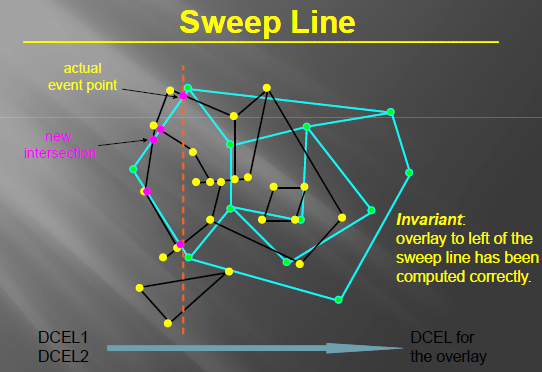 Sweep Line
actual
event point
new
intersection
Invariant:
overlay to left of the
sweep line has been
computed correctly.
DCEL1
DCEL2
DCEL for
the overlay